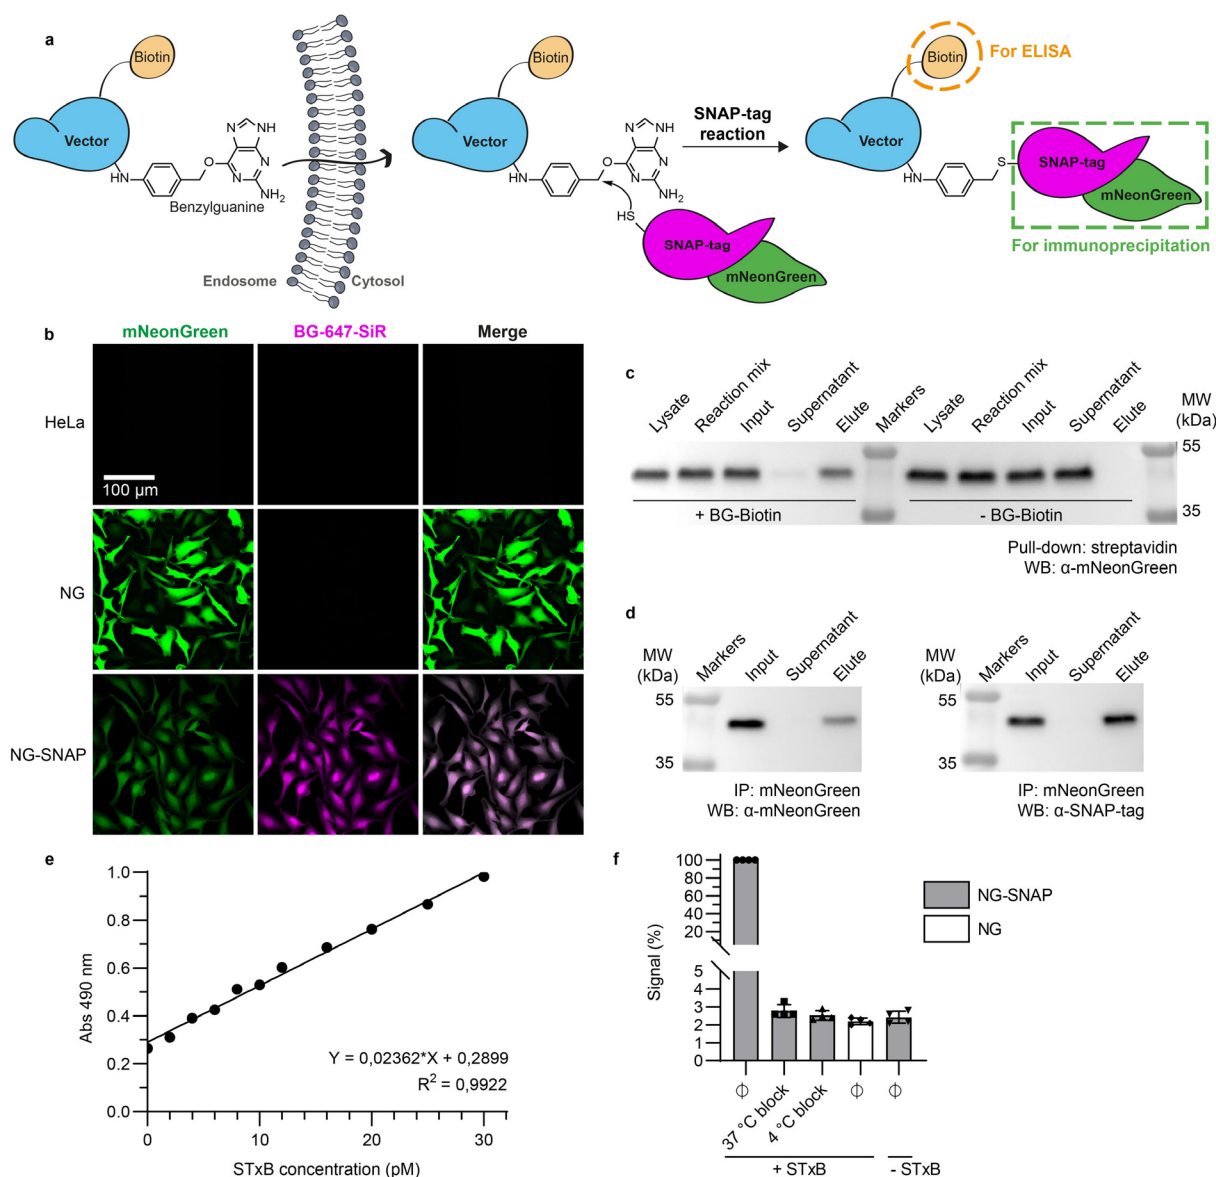 a
Biotin
Vector
HN
O
N
NH
N
N
NH₂
Benzylguanine
Endosome
Cytosol
Biotin
Vector
HN
O
N
NH
N
N
NH₂
HS
SNAP-tag
mNeonGreen
SNAP-tag
reaction
Biotin
For ELISA
Vector
HN
S
SNAP-tag
mNeonGreen
For immunoprecipitation
b
mNeonGreen BG-647-SiR Merge
HeLa
100 µm
NG
NG-SNAP
c
Lysate Reaction mix Input Supernatant Elute Markers Lysate Reaction mix Input Supernatant Elute
MW
(kDa)
55
35
+ BG-Biotin - BG-Biotin
Pull-down: streptavidin
WB: α-mNeonGreen
d
MW
(kDa)
Markers Input Supernatant Elute
55
35
IP: mNeonGreen
WB: α-mNeonGreen
MW
(kDa)
Markers Input Supernatant Elute
55
35
IP: mNeonGreen
WB: α-SNAP-tag
e
Abs 490 nm
1.0
0.8
0.6
0.4
0.2
0.0
Y = 0,02362*X + 0,2899
R² = 0,9922
0 10 20 30
STxB concentration (pM)
f
Signal (%)
100
80
60
40
20
5
4
3
2
1
0
Φ 37 °C block 4 °C block Φ Φ
+ STxB - STxB
NG-SNAP
NG